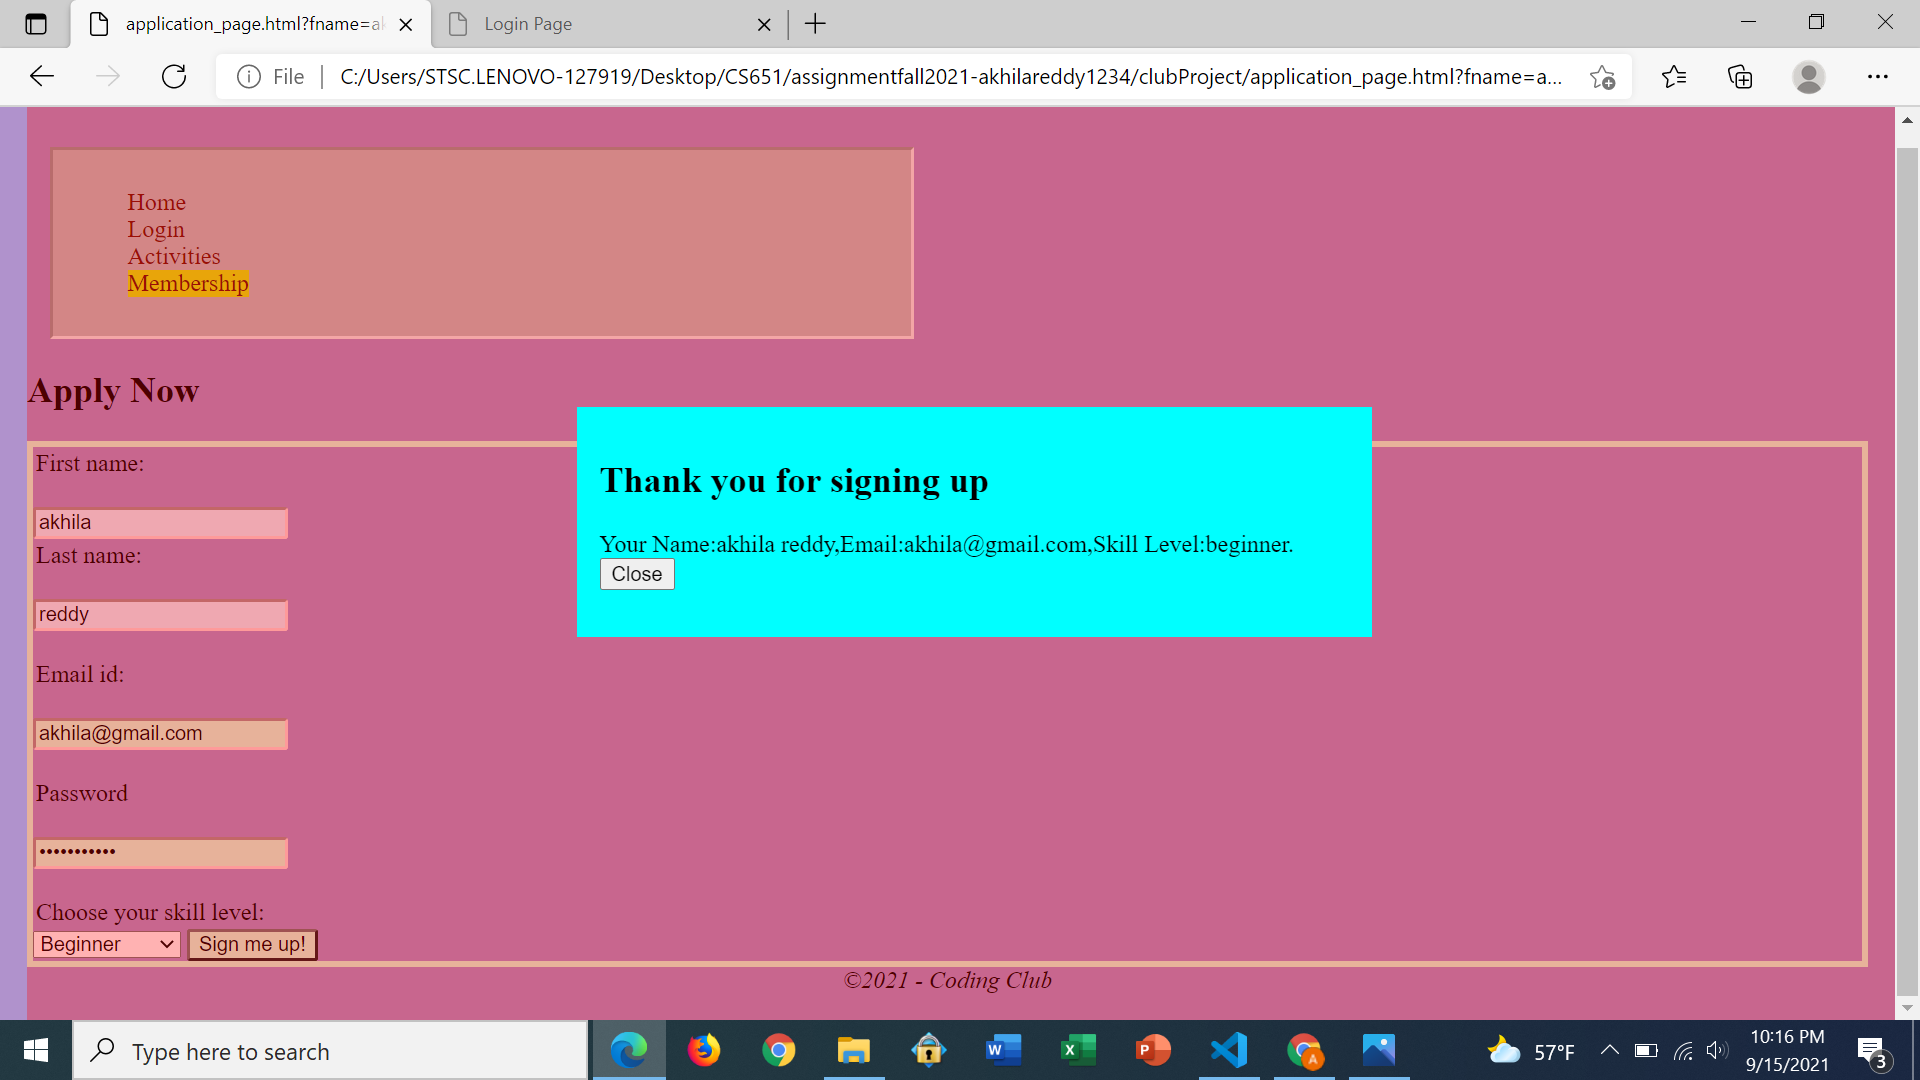 application_page.html?fname=ak
Login Page
File
C:/Users/STSC.LENOVO-127919/Desktop/CS651/assignmentfall2021-akhilareddy1234/clubProject/application_page.html?fname=a...
Home
Login
Activities
Membership
Apply Now
First name:
akhila
Last name:
reddy
Email id:
akhila@gmail.com
Password
•••••••••••
Choose your skill level:
Beginner
Sign me up!
Thank you for signing up
Your Name:akhila reddy,Email:akhila@gmail.com,Skill Level:beginner.
Close
©2021 - Coding Club
Type here to search
W
X
P
A
57°F
10:16 PM
9/15/2021
3